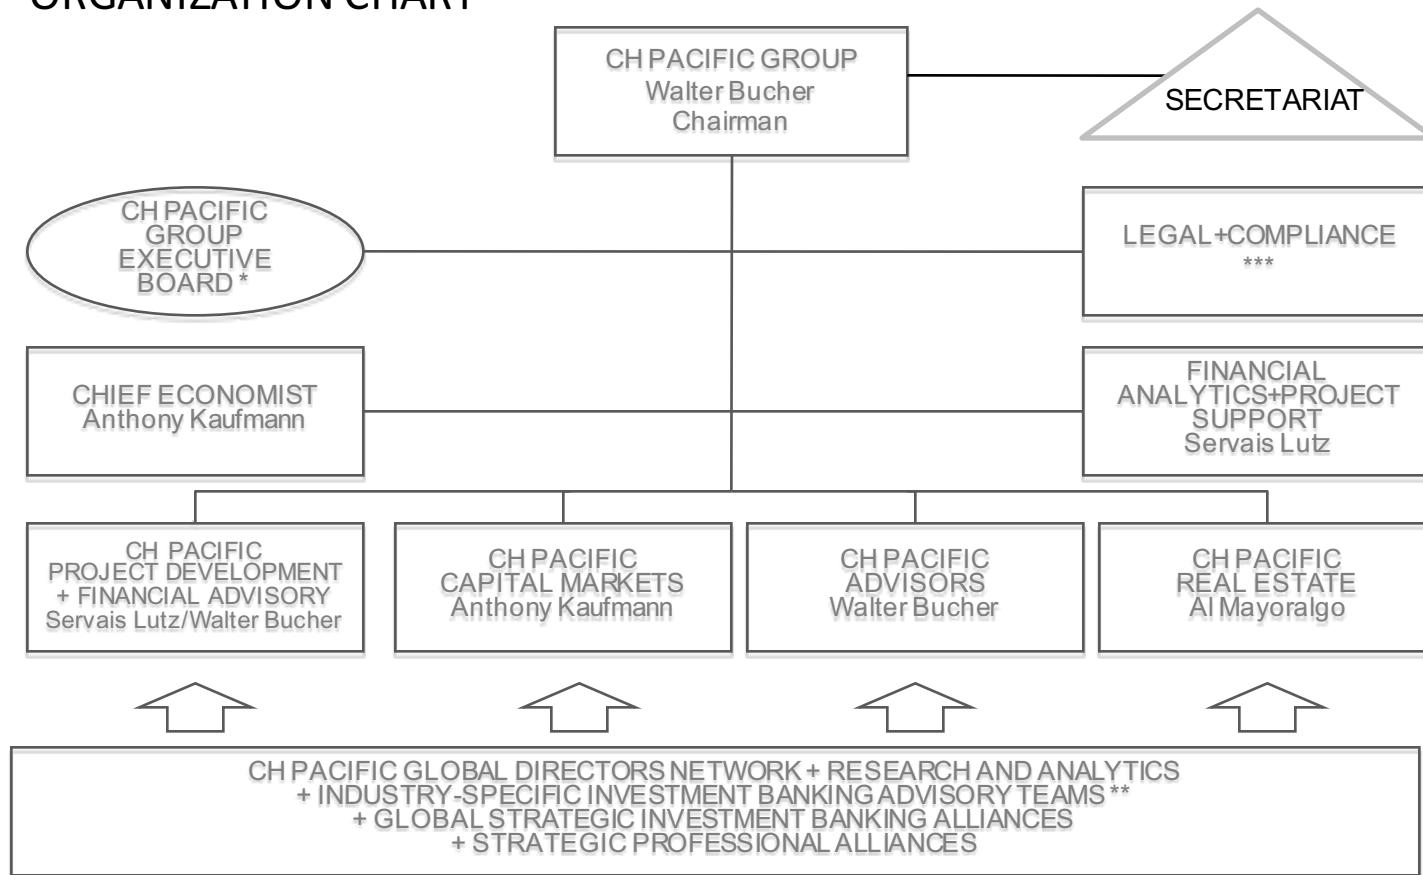 ORGANIZATION CHART
CH PACIFIC GROUP
Walter Bucher
Chairman
SECRETARIAT
CH PACIFIC
GROUP
EXECUTIVE
BOARD *
LEGAL+COMPLIANCE
***
CHIEF ECONOMIST
Anthony Kaufmann
FINANCIAL
ANALYTICS+PROJECT
SUPPORT
Servais Lutz
CH PACIFIC
PROJECT DEVELOPMENT
+ FINANCIAL ADVISORY
Servais Lutz/Walter Bucher
CH PACIFIC
CAPITAL MARKETS
Anthony Kaufmann
CH PACIFIC
ADVISORS
Walter Bucher
CH PACIFIC
REAL ESTATE
Al Mayoralgo
CH PACIFIC GLOBAL DIRECTORS NETWORK + RESEARCH AND ANALYTICS
+ INDUSTRY-SPECIFIC INVESTMENT BANKING ADVISORY TEAMS **
+ GLOBAL STRATEGIC INVESTMENT BANKING ALLIANCES
+ STRATEGIC PROFESSIONAL ALLIANCES